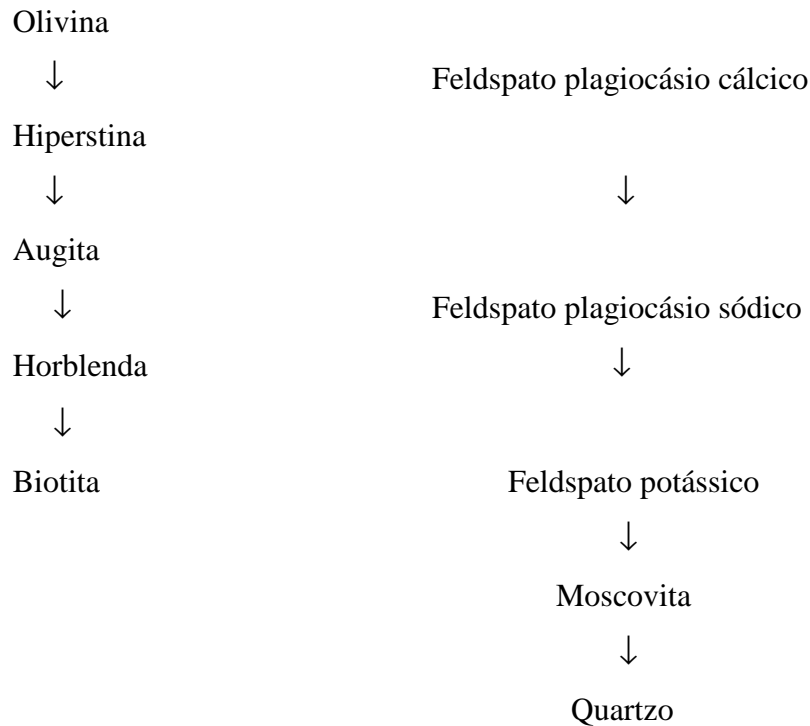 Olivina
↓
Feldspato plagiocásio cálcico
Hiperstina
↓
↓
Augita
↓
Feldspato plagiocásio sódico
Horblenda
↓
↓
Biotita
Feldspato potássico
↓
Moscovita
↓
Quartzo